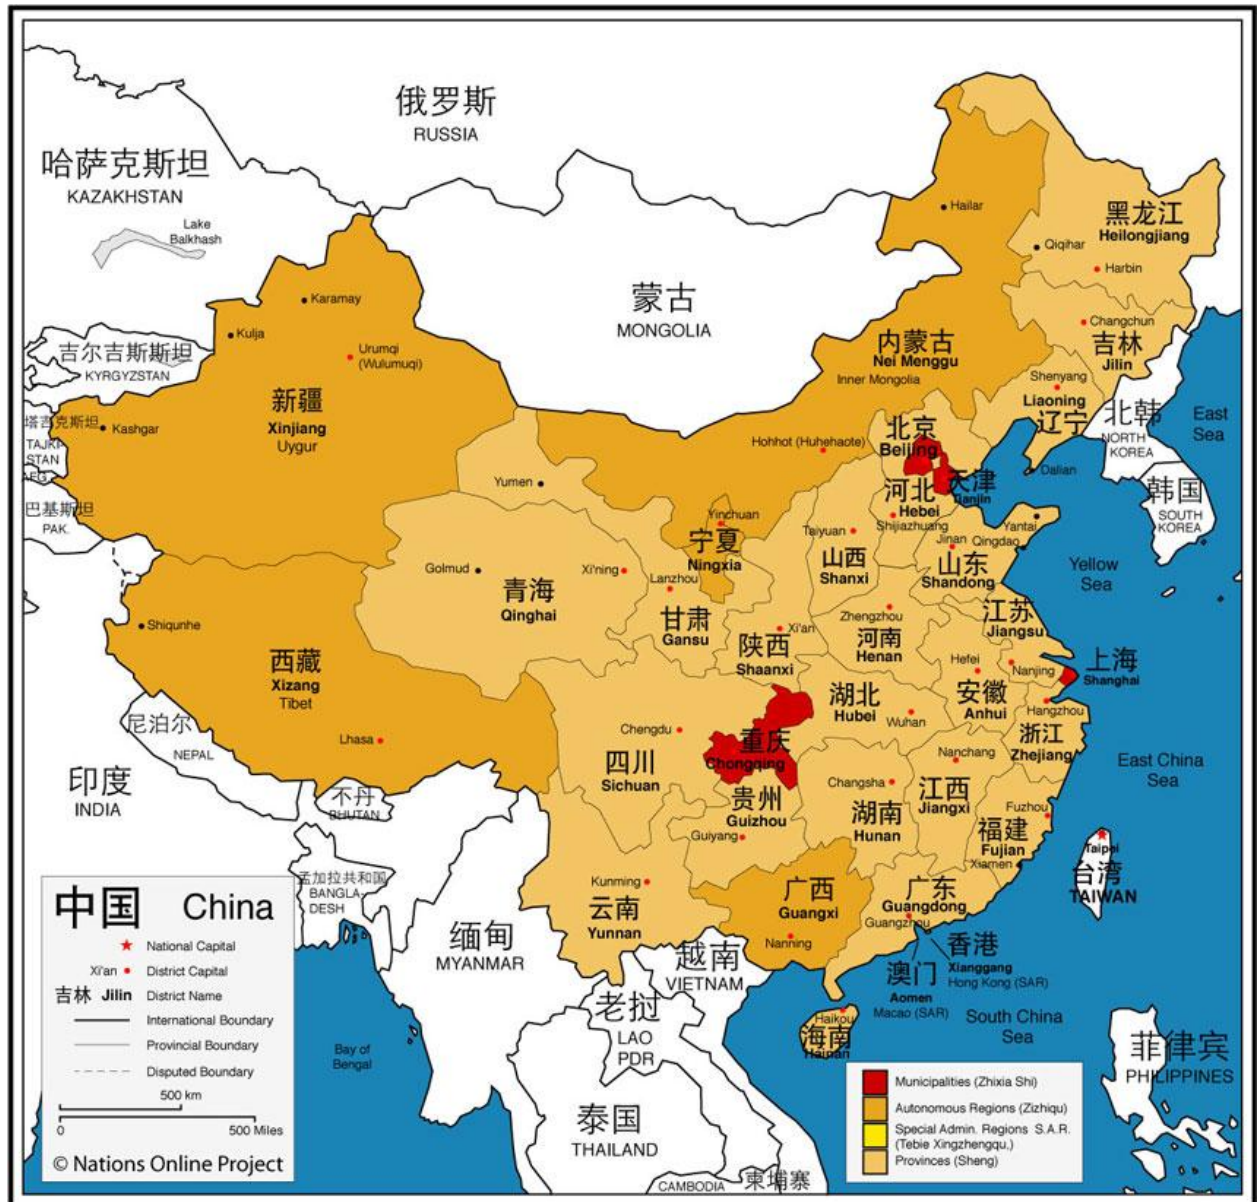 俄罗斯
RUSSIA
哈萨克斯坦
KAZAKHSTAN
Lake
Balkhash
黑龙江
Heilongjiang
Hailar
Qiqihar
Harbin
蒙古
MONGOLIA
Karamay
Kulja
Urumqi
(Wulumuqi)
Changchun
吉林
Jilin
内蒙古
Nei Menggu
Inner Mongolia
吉尔吉斯斯坦
KYRGYZSTAN
新疆
Xinjiang
Uygur
Shenyang
Liaoning
辽宁
北韩
NORTH
KOREA
East
Sea
塔吉克斯坦
TAJKI-
STAN
AFG.
Kashgar
北京
Beijing
Hohhot (Huhehaote)
天津
Tianjin
Dalian
巴基斯坦
PAK.
Yumen
河北
Hebei
Shijiazhuang
韩国
SOUTH
KOREA
Yinchuan
宁夏
Ningxia
Taiyuan
山西
Shanxi
Yantai
Jinan
Qingdao
山东
Shandong
Yellow
Sea
Golmud
Xi'ning
青海
Qinghai
Lanzhou
甘肃
Gansu
Shiqunhe
Xi'an
陕西
Shaanxi
Zhengzhou
河南
Henan
江苏
Jiangsu
西藏
Xizang
Tibet
Hefei
Nanjing
上海
Shanghai
安徽
Anhui
湖北
Hubei
Wuhan
Hangzhou
浙江
Zhejiang
尼泊尔
NEPAL
Lhasa
Chengdu
四川
Sichuan
重庆
Chongqing
Nanchang
江西
Jiangxi
East China
Sea
印度
INDIA
不丹
BHUTAN
贵州
Guizhou
Guiyang
Changsha
湖南
Hunan
Fuzhou
福建
Fujian
Xiamen
Taipei
台湾
TAIWAN
孟加拉共和国
BANGLA-
DESH
Kunming
云南
Yunnan
广西
Guangxi
Nanning
广东
Guangdong
Guangzhou
香港
Xianggang
Hong Kong (SAR)
澳门
Aomen
Macao (SAR)
缅甸
MYANMAR
越南
VIETNAM
老挝
LAO
PDR
Haikou
海南
Hainan
South China
Sea
菲律宾
PHILIPPINES
Bay of
Bengal
泰国
THAILAND
CAMBODIA
柬埔寨
中国 China
National Capital
Xi'an District Capital
吉林 Jilin District Name
International Boundary
Provincial Boundary
Disputed Boundary
500 km
0 500 Miles
© Nations Online Project
Municipalities (Zhixia Shi)
Autonomous Regions (Zizhiqu)
Special Admin. Regions S.A.R.
(Tebie Xingzhengqu,)
Provinces (Sheng)